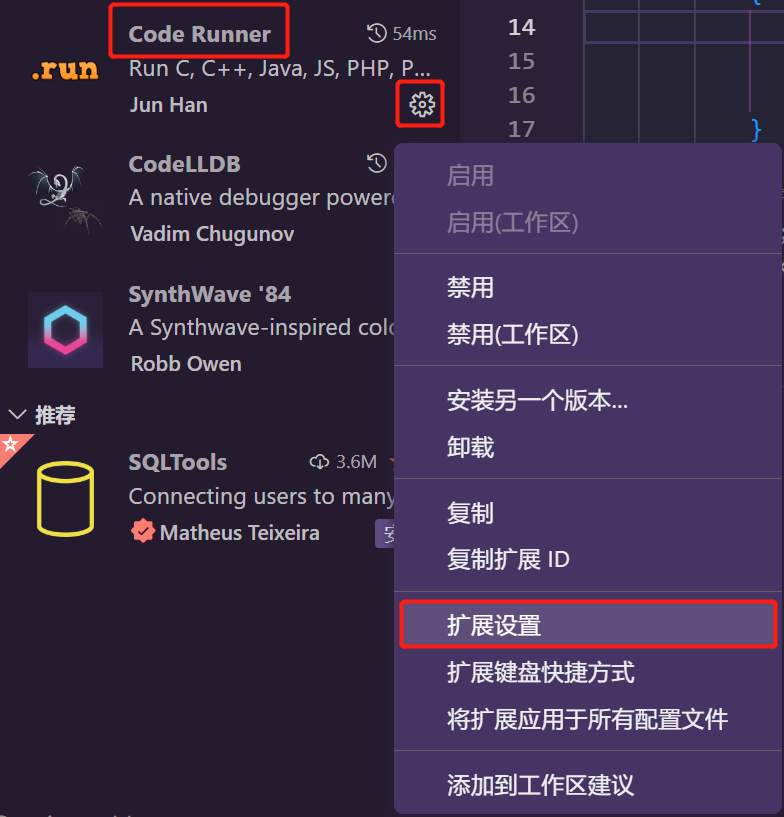 Code Runner
54ms
.run
Run C, C++, Java, JS, PHP, P...
Jun Han
CodeLLDB
A native debugger power
Vadim Chugunov
SynthWave '84
A Synthwave-inspired col
Robb Owen
推荐
SQLTools
3.6M
Connecting users to many
Matheus Teixeira
14
15
16
17
}
启用
启用(工作区)
禁用
禁用(工作区)
安装另一个版本...
卸载
复制
复制扩展 ID
扩展设置
扩展键盘快捷方式
将扩展应用于所有配置文件
添加到工作区建议